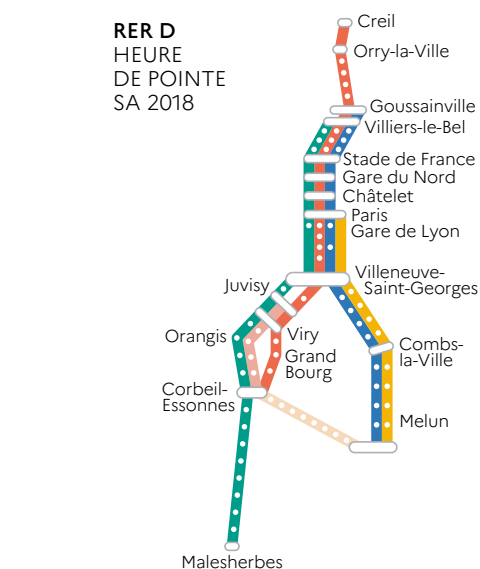 RER D
HEURE
DE POINTE
SA 2018
Creil
Orry-la-Ville
Goussainville
Villiers-le-Bel
Stade de France
Gare du Nord
Châtelet
Paris
Gare de Lyon
Villeneuve-
Saint-Georges
Juvisy
Viry
Orangis
Grand
Bourg
Combs-
la-Ville
Corbeil-
Essonnes
Melun
Malesherbes